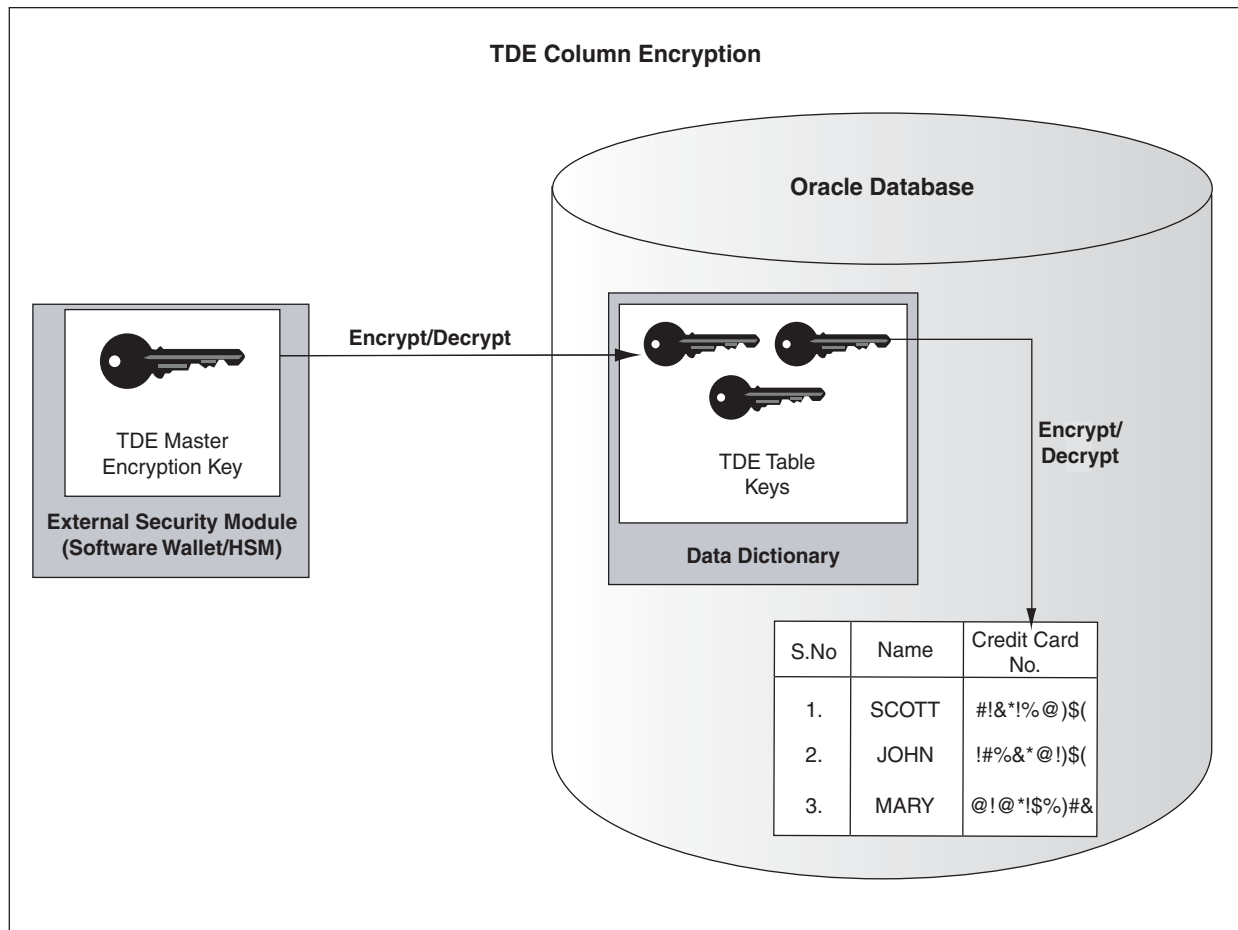 TDE Column Encryption
Oracle Database
Encrypt/Decrypt
TDE Master
Encryption Key
External Security Module
(Software Wallet/HSM)
TDE Table
Keys
Data Dictionary
Encrypt/
Decrypt
S.No Name Credit Card
No.
1. SCOTT #!&*!%@)$(
2. JOHN !#%&*@!)$(
3. MARY @!@*!$%)#&